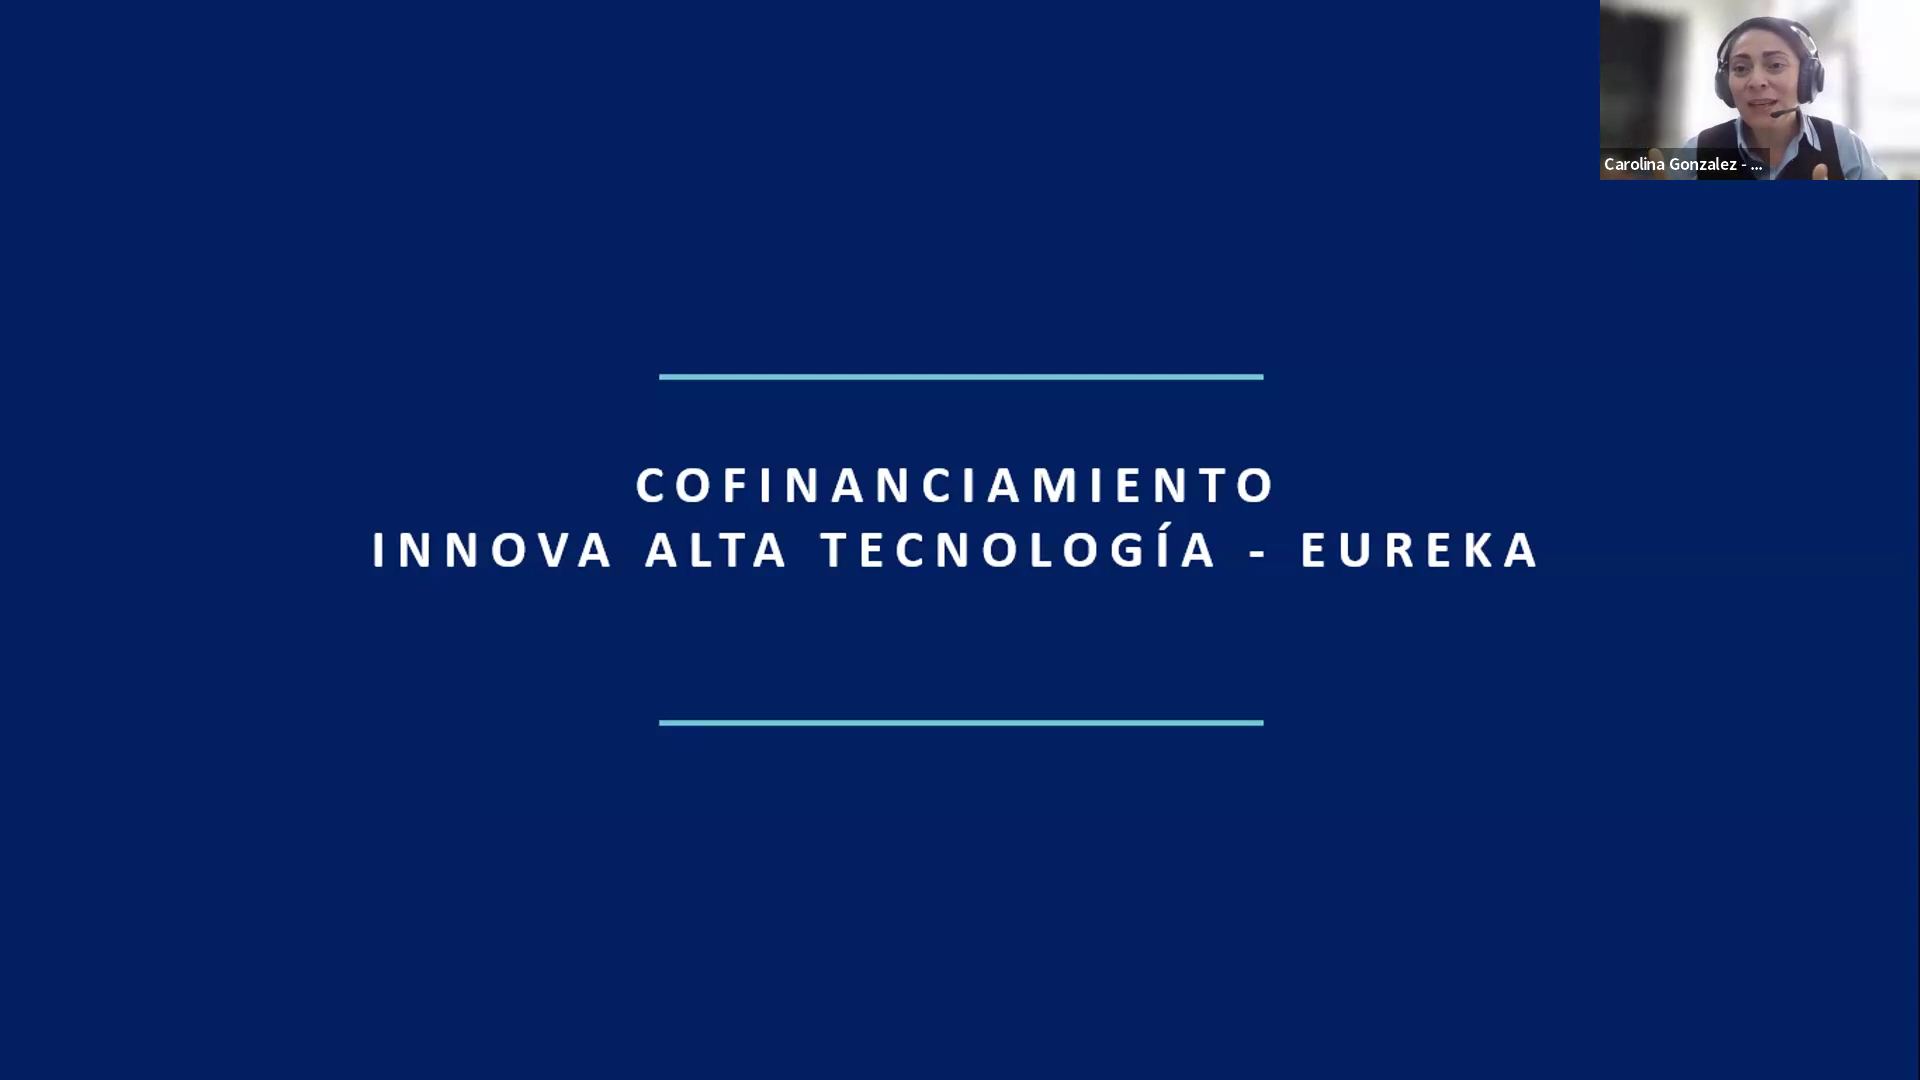 Carolina Gonzalez - ...
COFINANCIAMIENTO
INNOVA ALTA TECNOLOGÍA - EUREKA